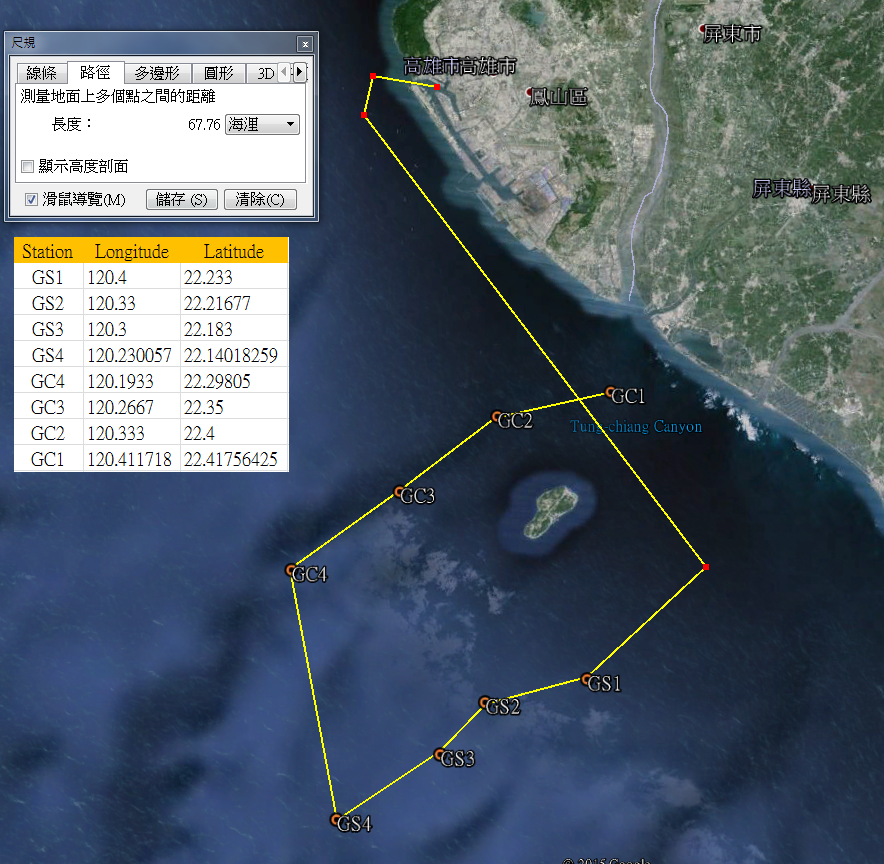 尺規
線條 路徑 多邊形 圓形 3D
測量地面上多個點之間的距離
長度： 67.76 海浬
顯示高度剖面
滑鼠導覽(M) 儲存 (S) 清除(C)
Station Longitude Latitude
GS1 120.4 22.233
GS2 120.33 22.21677
GS3 120.3 22.183
GS4 120.230057 22.14018259
GC4 120.1933 22.29805
GC3 120.2667 22.35
GC2 120.333 22.4
GC1 120.411718 22.41756425
屏東市
高雄市高雄市
鳳山區
屏東縣屏東縣
GC1
GC2
Tung-chiang Canyon
GC3
GC4
GS1
GS2
GS3
GS4
© 2015 Google